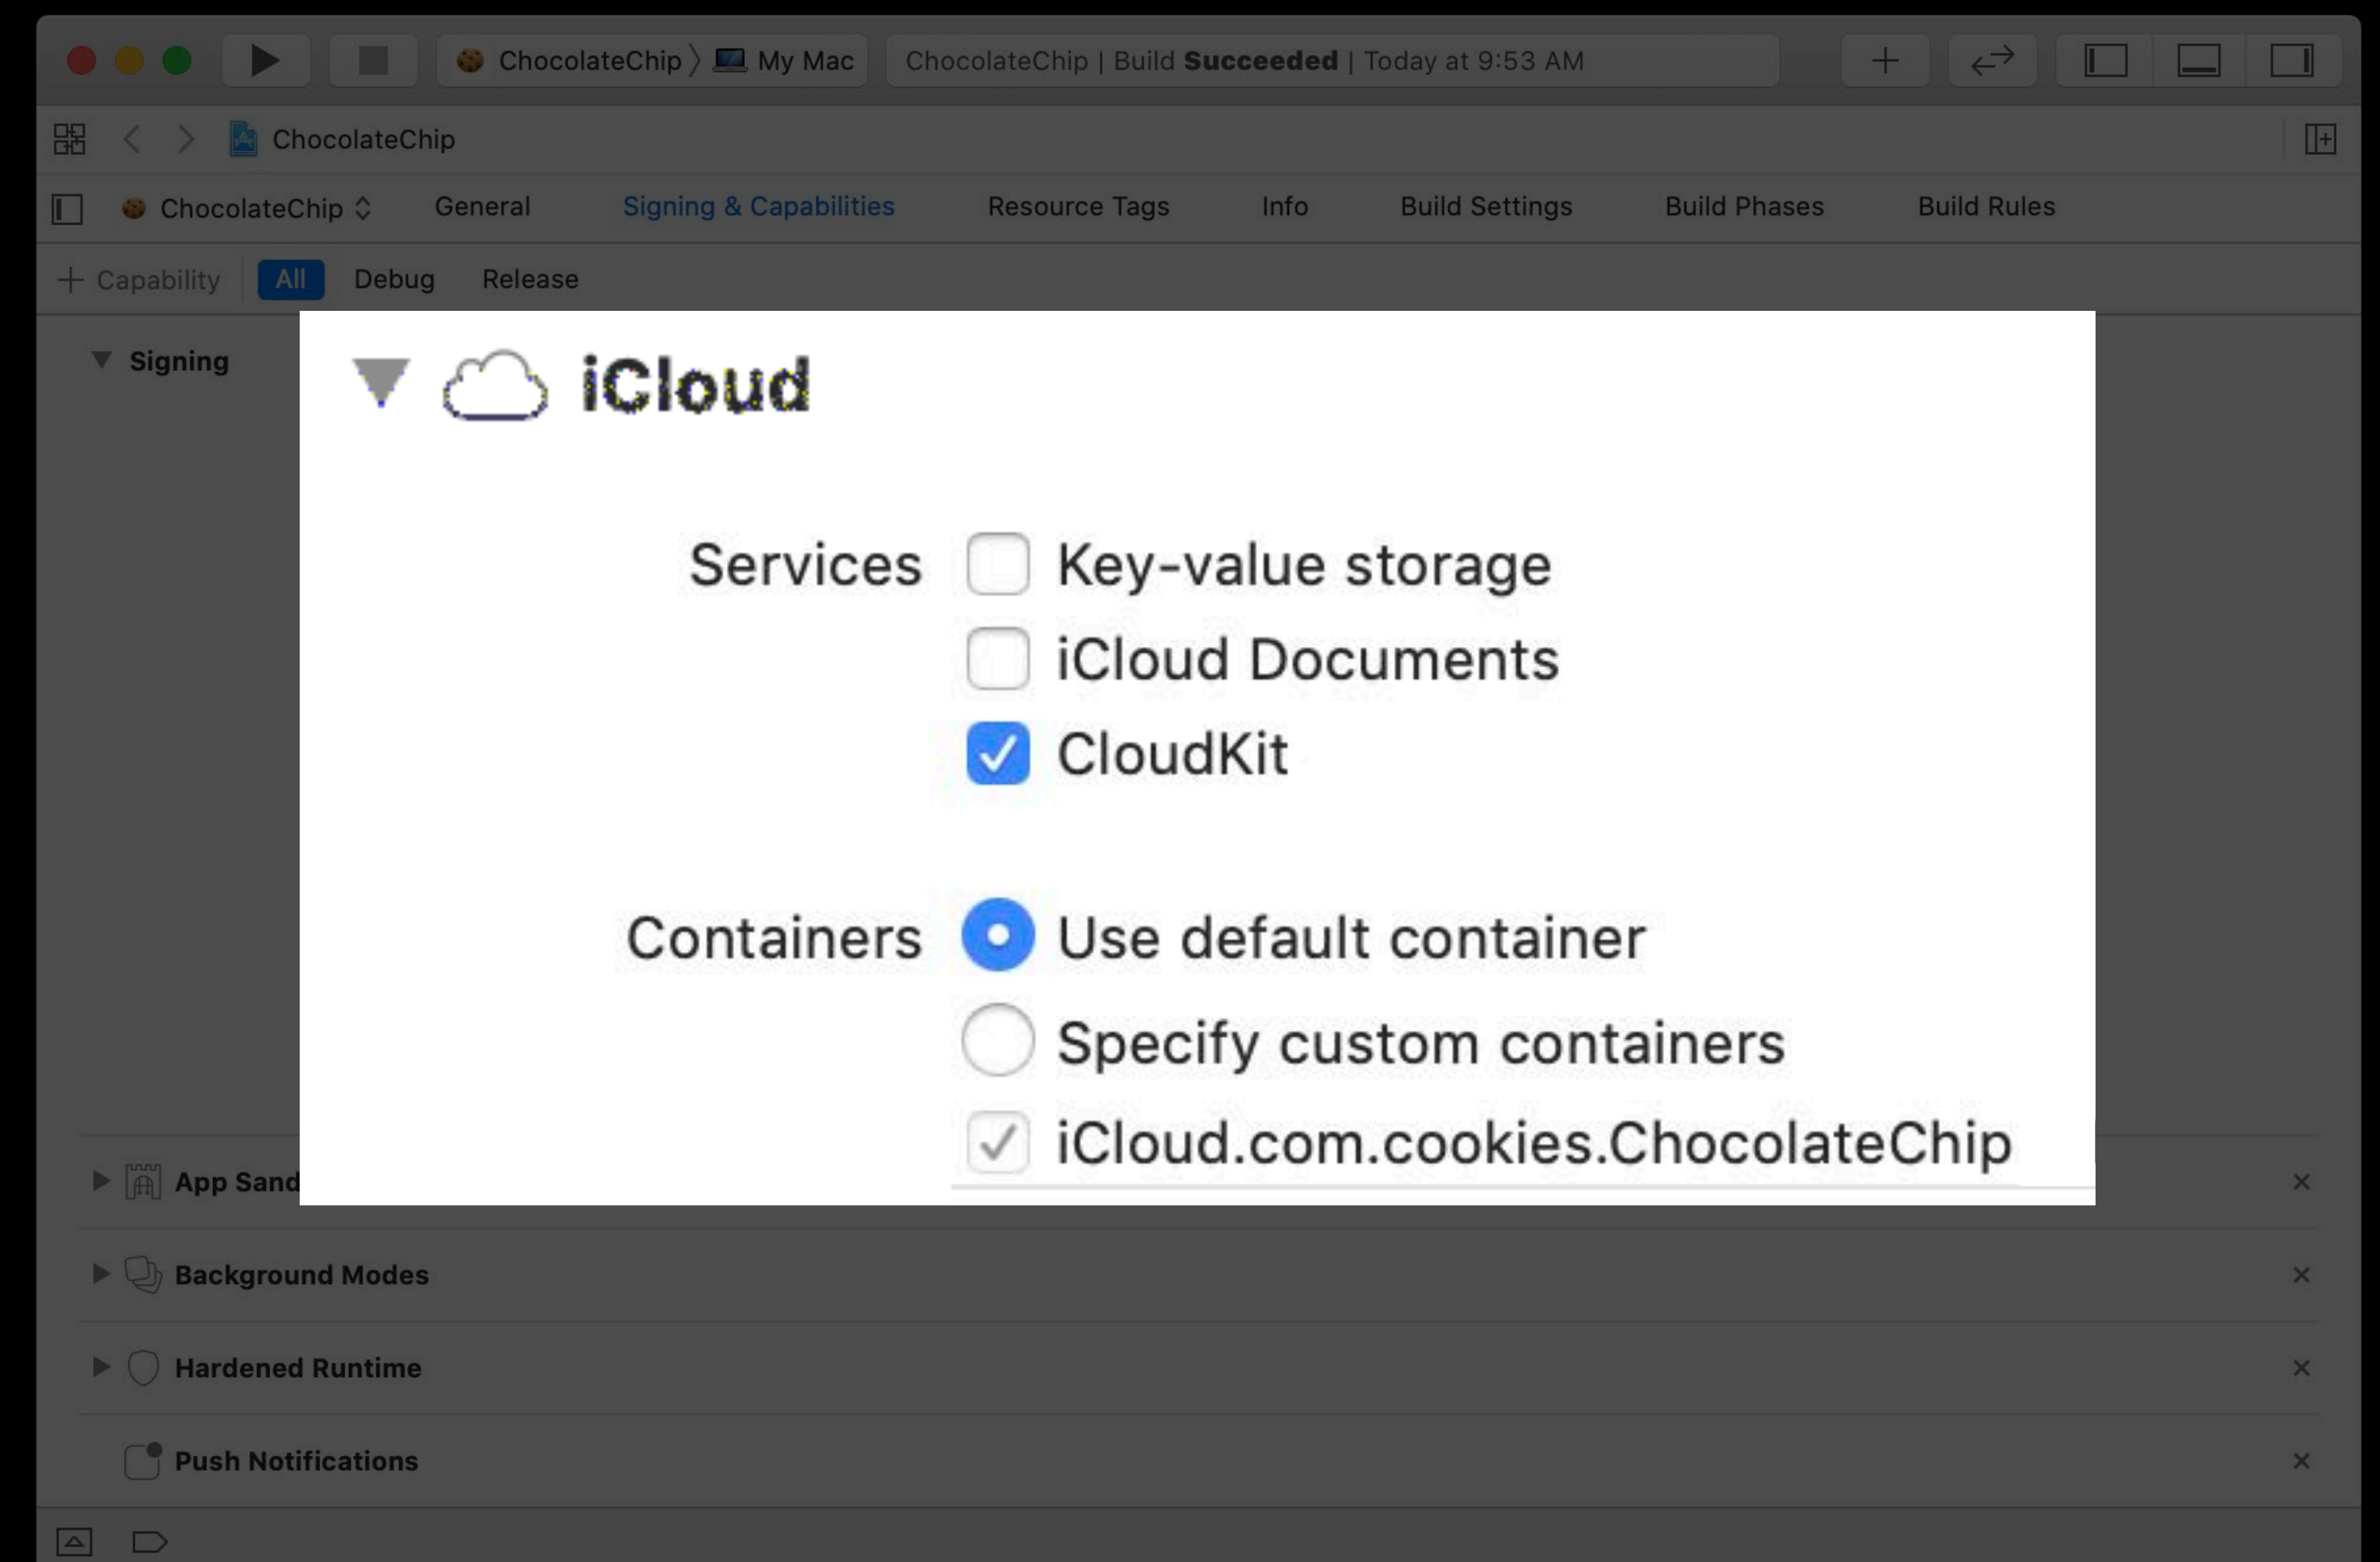 ChocolateChip My Mac ChocolateChip | Build Succeeded | Today at 9:53 AM
ChocolateChip
ChocolateChip General Signing & Capabilities Resource Tags Info Build Settings Build Phases Build Rules
+ Capability All Debug Release
Signing
iCloud
Services Key-value storage
iCloud Documents
CloudKit
Containers Use default container
Specify custom containers
iCloud.com.cookies.ChocolateChip
App Sand
Background Modes
Hardened Runtime
Push Notifications